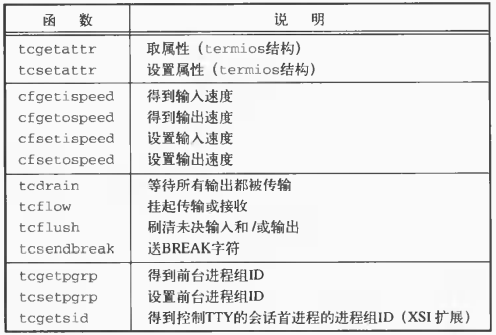 函 数 说 明
tcgetattr 取属性（termios结构）
tcsetattr 设置属性（termios结构）
cfgetispeed 得到输入速度
cfgetospeed 得到输出速度
cfsetispeed 设置输入速度
cfsetospeed 设置输出速度
tcdrain 等待所有输出都被传输
tcflow 挂起传输或接收
tcflush 刷清未决输入和 /或输出
tcsendbreak 送BREAK字符
tcgetpgrp 得到前台进程组ID
tcsetpgrp 设置前台进程组ID
tcgetsid 得到控制TTY的会话首进程的进程组ID（XSI 扩展）